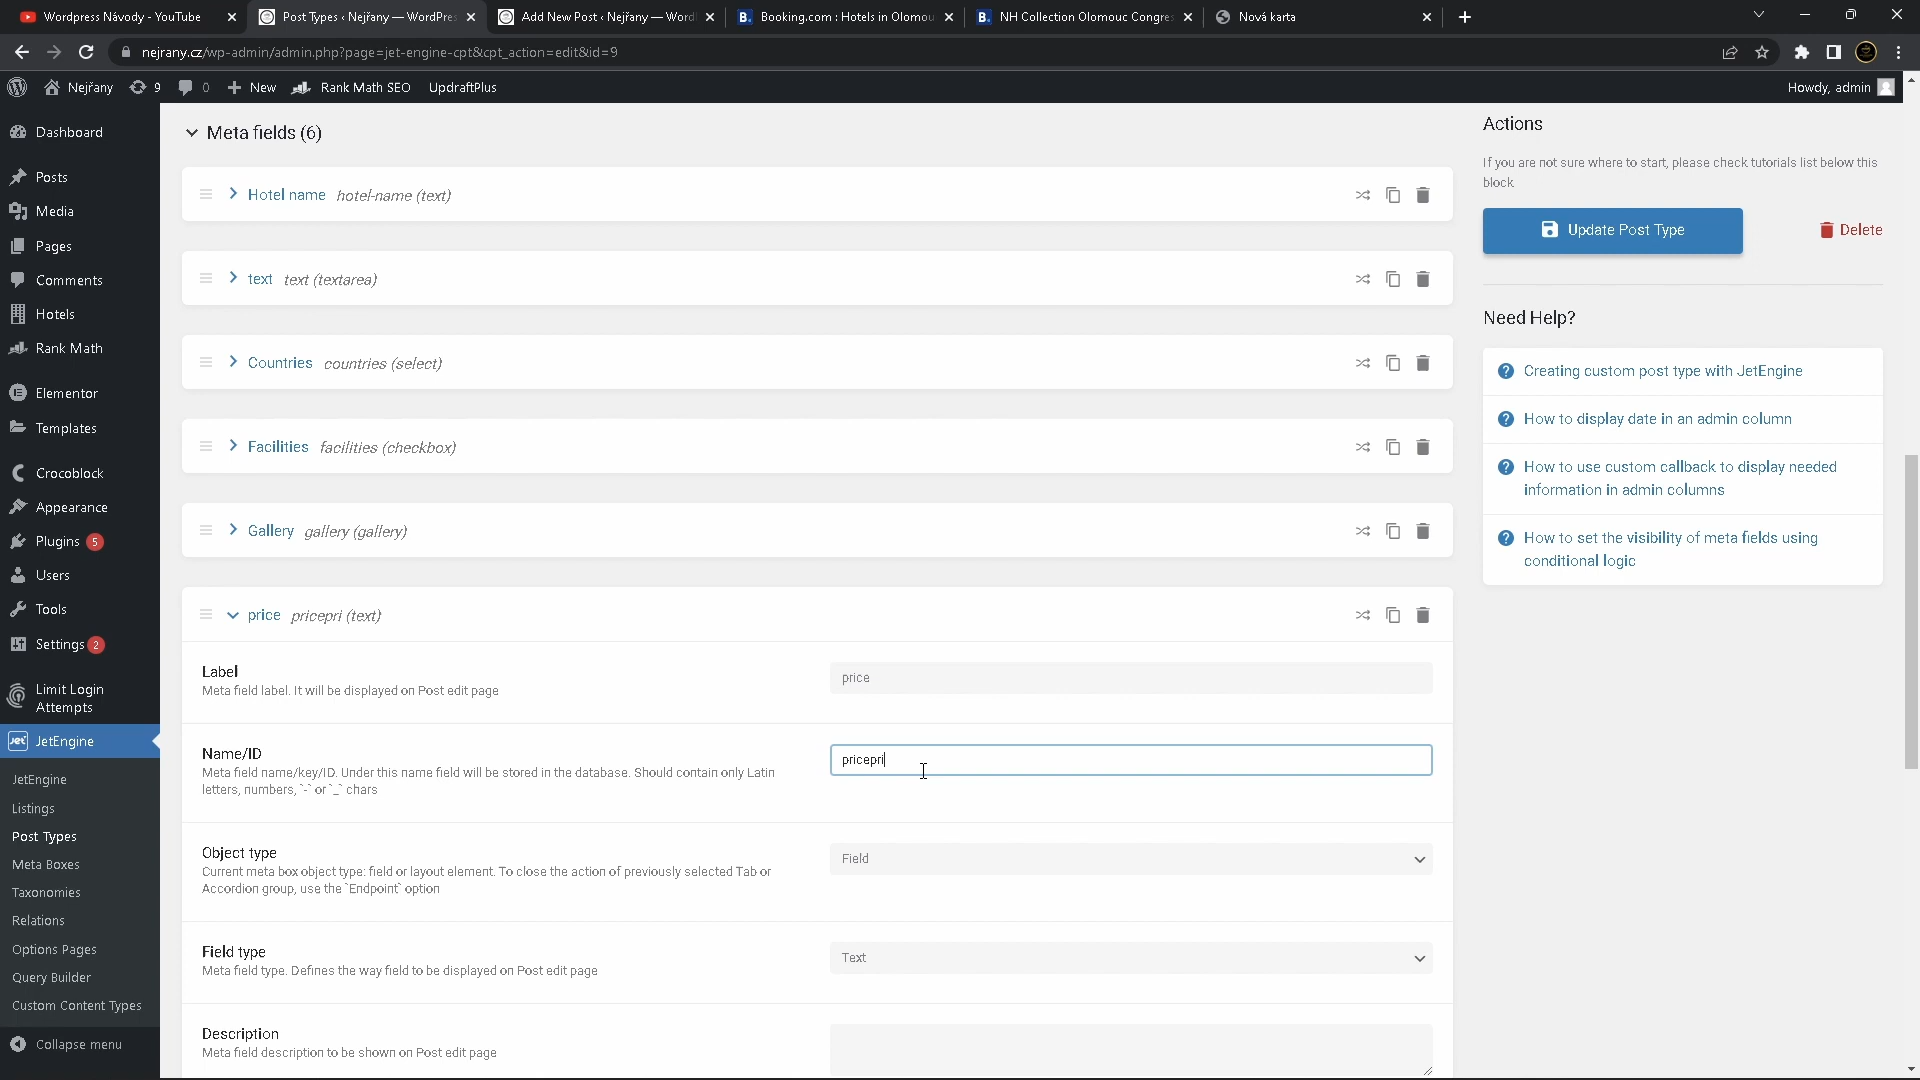 Wordpress Návody - YouTube
Post Types ‹ Nejřany — WordPres
Add New Post ‹ Nejřany — Word
Booking.com : Hotels in Olomou
NH Collection Olomouc Congres
Nová karta
nejrany.cz/wp-admin/admin.php?page=jet-engine-cpt&cpt_action=edit&id=9
Nejřany
9
0
New
Rank Math SEO
UpdraftPlus
Howdy, admin
Dashboard
Posts
Media
Pages
Comments
Hotels
Rank Math
Elementor
Templates
Crocoblock
Appearance
Plugins 5
Users
Tools
Settings 2
Limit Login
Attempts
JetEngine
JetEngine
Listings
Post Types
Meta Boxes
Taxonomies
Relations
Options Pages
Query Builder
Custom Content Types
Collapse menu
Meta fields (6)
Hotel name hotel-name (text)
text text (textarea)
Countries countries (select)
Facilities facilities (checkbox)
Gallery gallery (gallery)
price pricepri (text)
Label
Meta field label. It will be displayed on Post edit page
price
Name/ID
Meta field name/key/ID. Under this name field will be stored in the database. Should contain only Latin
letters, numbers, `-` or `_` chars
pricepri
Object type
Current meta box object type: field or layout element. To close the action of previously selected Tab or
Accordion group, use the `Endpoint` option
Field
Field type
Meta field type. Defines the way field to be displayed on Post edit page
Text
Description
Meta field description to be shown on Post edit page
Actions
If you are not sure where to start, please check tutorials list below this
block
Update Post Type
Delete
Need Help?
Creating custom post type with JetEngine
How to display date in an admin column
How to use custom callback to display needed
information in admin columns
How to set the visibility of meta fields using
conditional logic